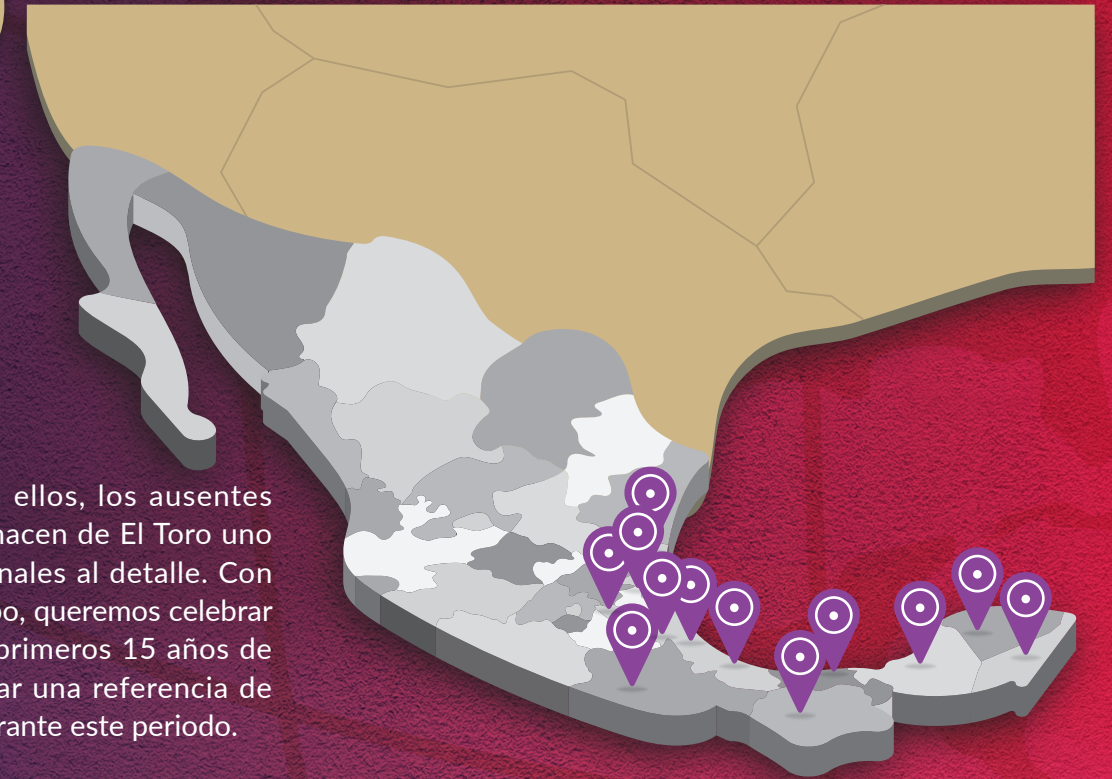 ellos, los ausentes
hacen de El Toro uno
nales al detalle. Con
queremos celebrar
primeros 15 años de
ar una referencia de
rante este periodo.